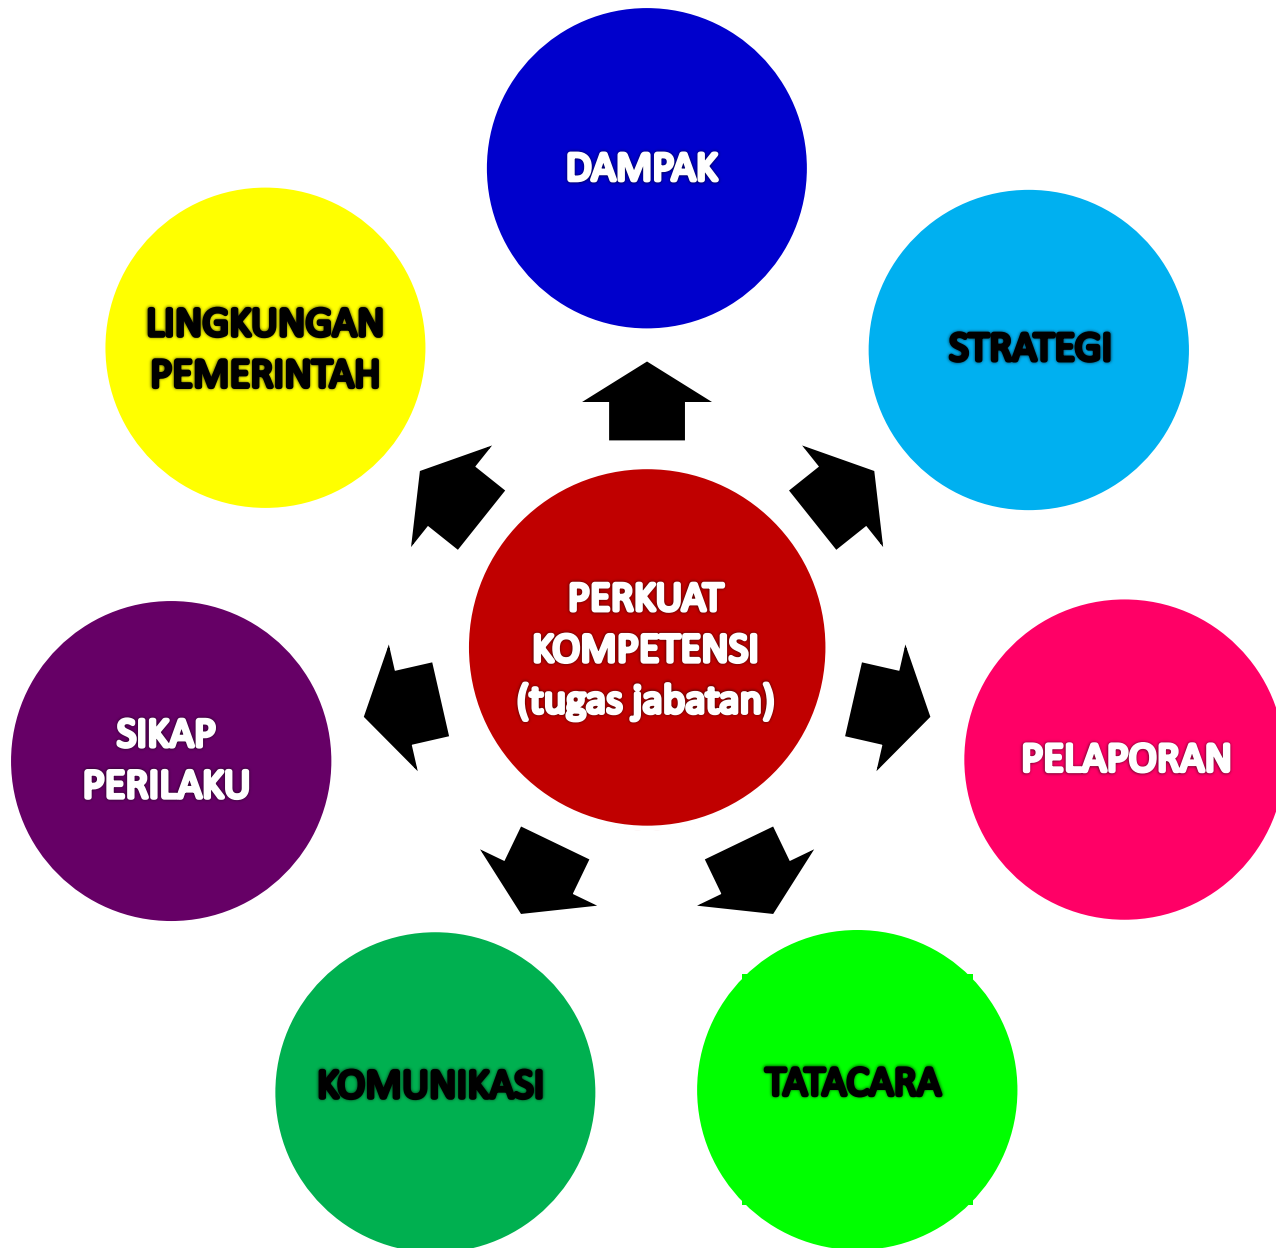 DAMPAK
STRATEGI
PELAPORAN
TATACARA
KOMUNIKASI
SIKAP
PERILAKU
LINGKUNGAN
PEMERINTAH
PERKUAT
KOMPETENSI
(tugas jabatan)